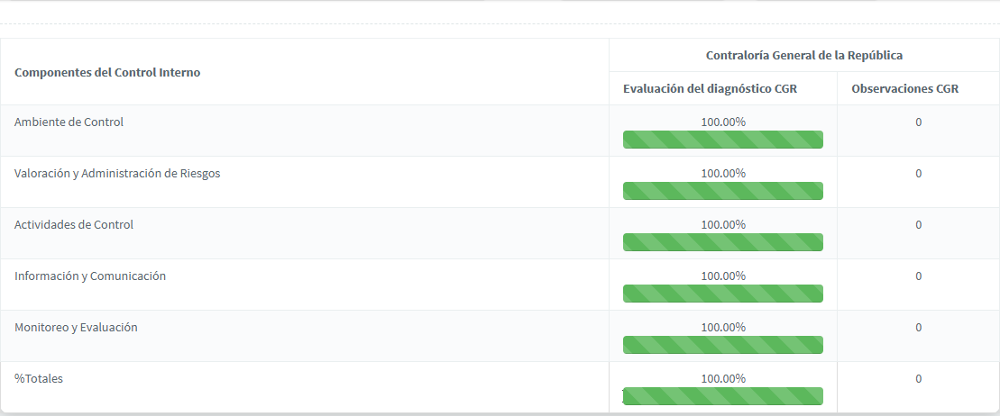 Contraloría General de la República
Componentes del Control Interno
Evaluación del diagnóstico CGR Observaciones CGR
Ambiente de Control 100.00% 0
Valoración y Administración de Riesgos 100.00% 0
Actividades de Control 100.00% 0
Información y Comunicación 100.00% 0
Monitoreo y Evaluación 100.00% 0
%Totales 100.00% 0